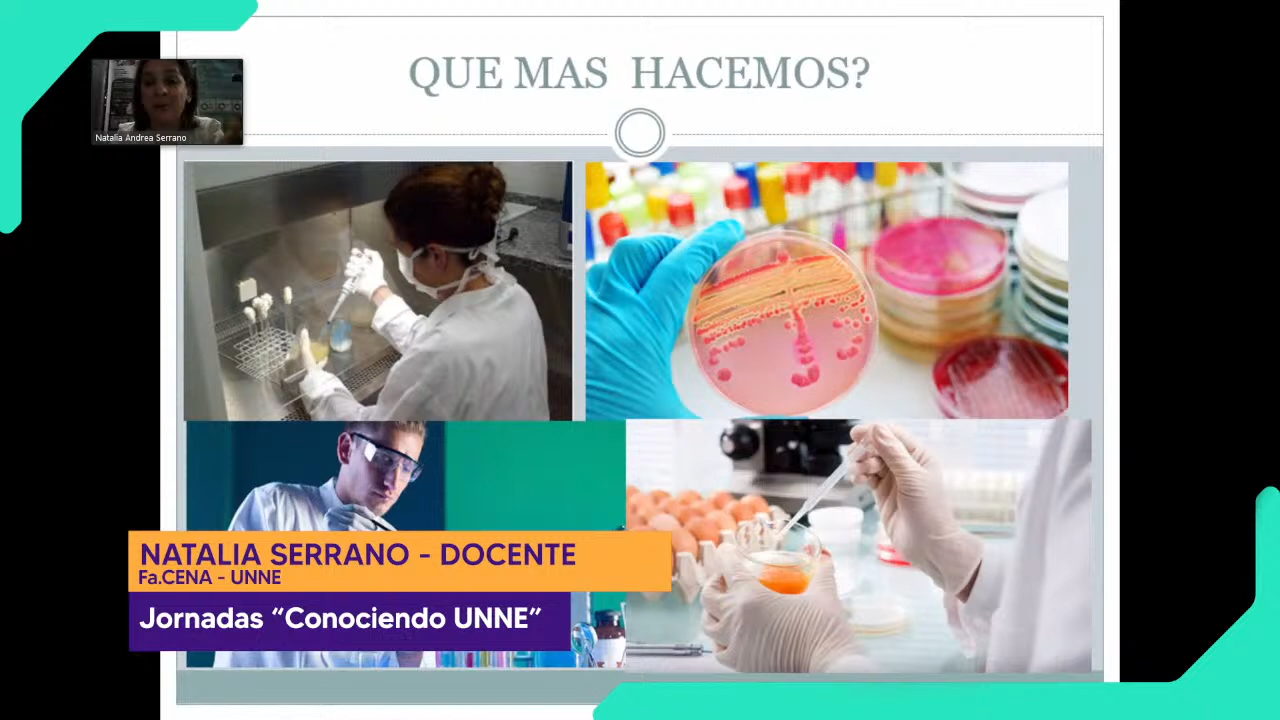 QUE MAS HACEMOS?
Natalia Andrea Serrano
NATALIA SERRANO - DOCENTE
Fa.CENA - UNNE
Jornadas “Conociendo UNNE”